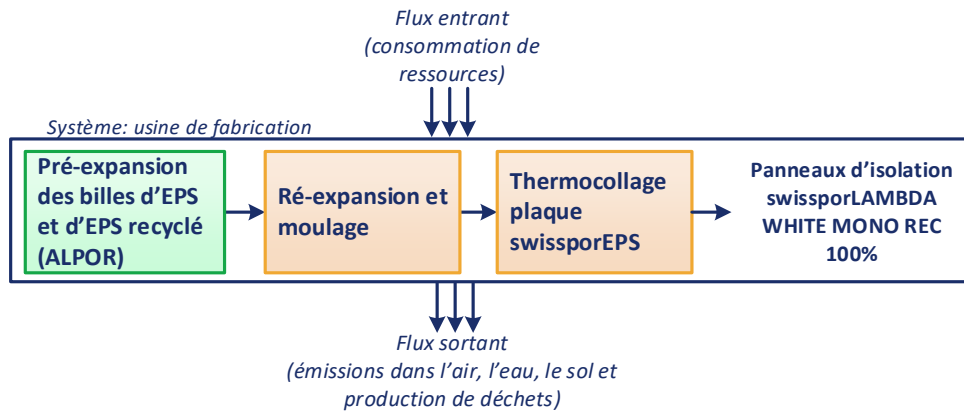 Flux entrant
(consommation de
ressources)
Système: usine de fabrication
Pré-expansion
des billes d’EPS
et d’EPS recyclé
(ALPOR)
Ré-expansion et
moulage
Thermocollage
plaque
swissporEPS
Panneaux d’isolation
swissporLAMBDA
WHITE MONO REC
100%
Flux sortant
(émissions dans l’air, l’eau, le sol et
production de déchets)